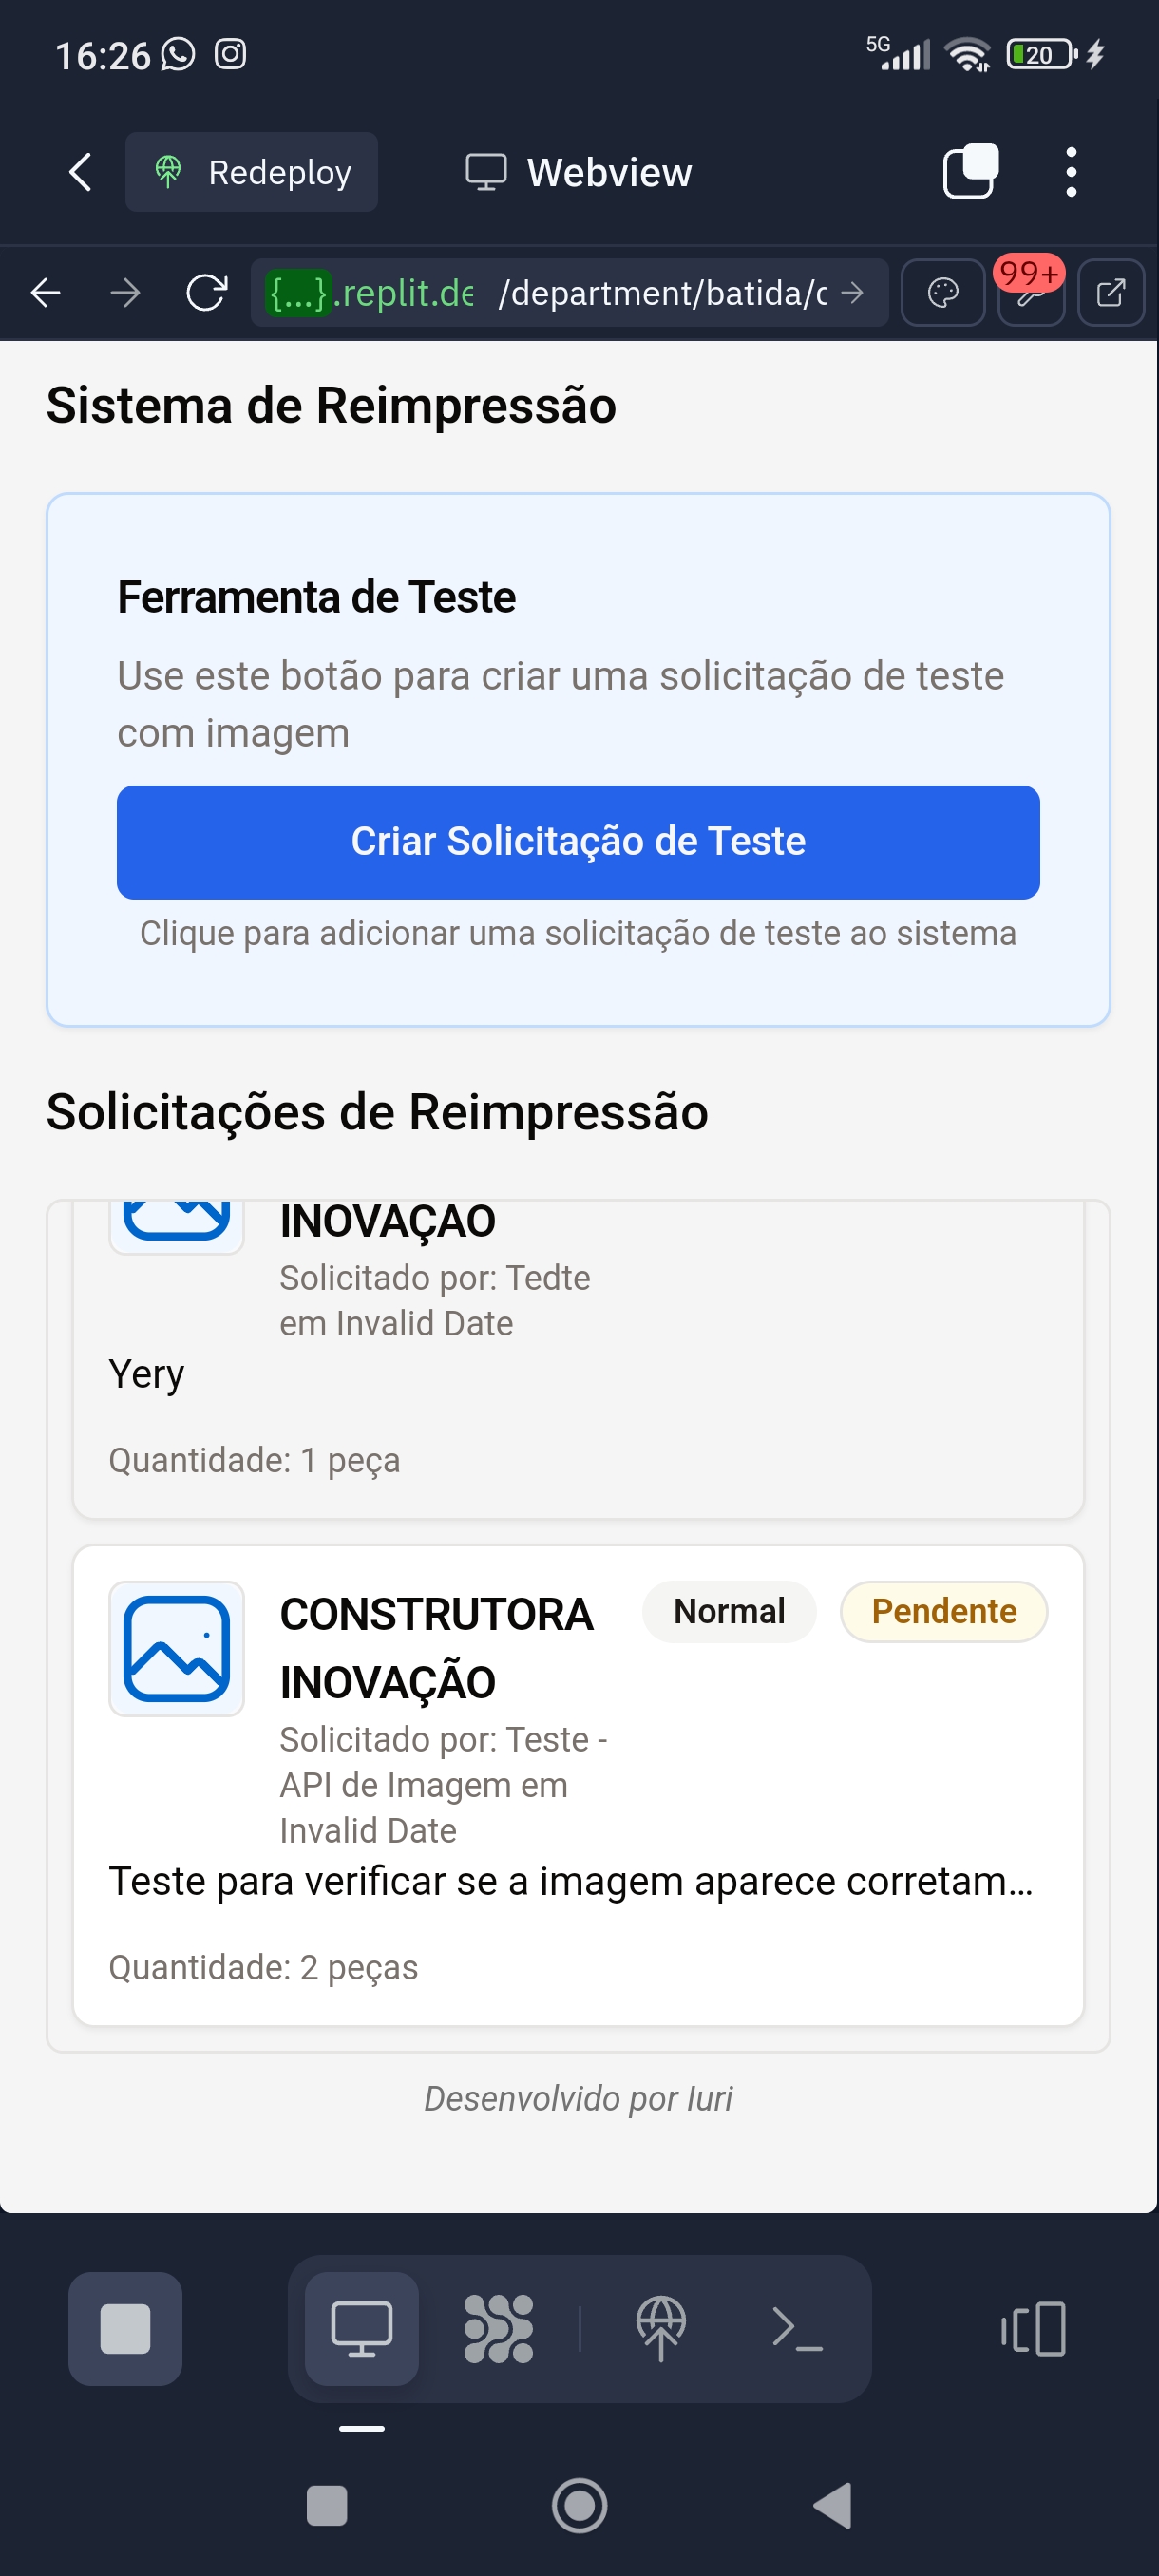 16:26
5G
20
Redeploy
Webview
{...}.replit.de
/department/batida/c
99+
Sistema de Reimpressão
Ferramenta de Teste
Use este botão para criar uma solicitação de teste
com imagem
Criar Solicitação de Teste
Clique para adicionar uma solicitação de teste ao sistema
Solicitações de Reimpressão
INOVAÇÃO
Solicitado por: Tedte
em Invalid Date
Yery
Quantidade: 1 peça
CONSTRUTORA
INOVAÇÃO
Normal
Pendente
Solicitado por: Teste -
API de Imagem em
Invalid Date
Teste para verificar se a imagem aparece corretam...
Quantidade: 2 peças
Desenvolvido por Iuri